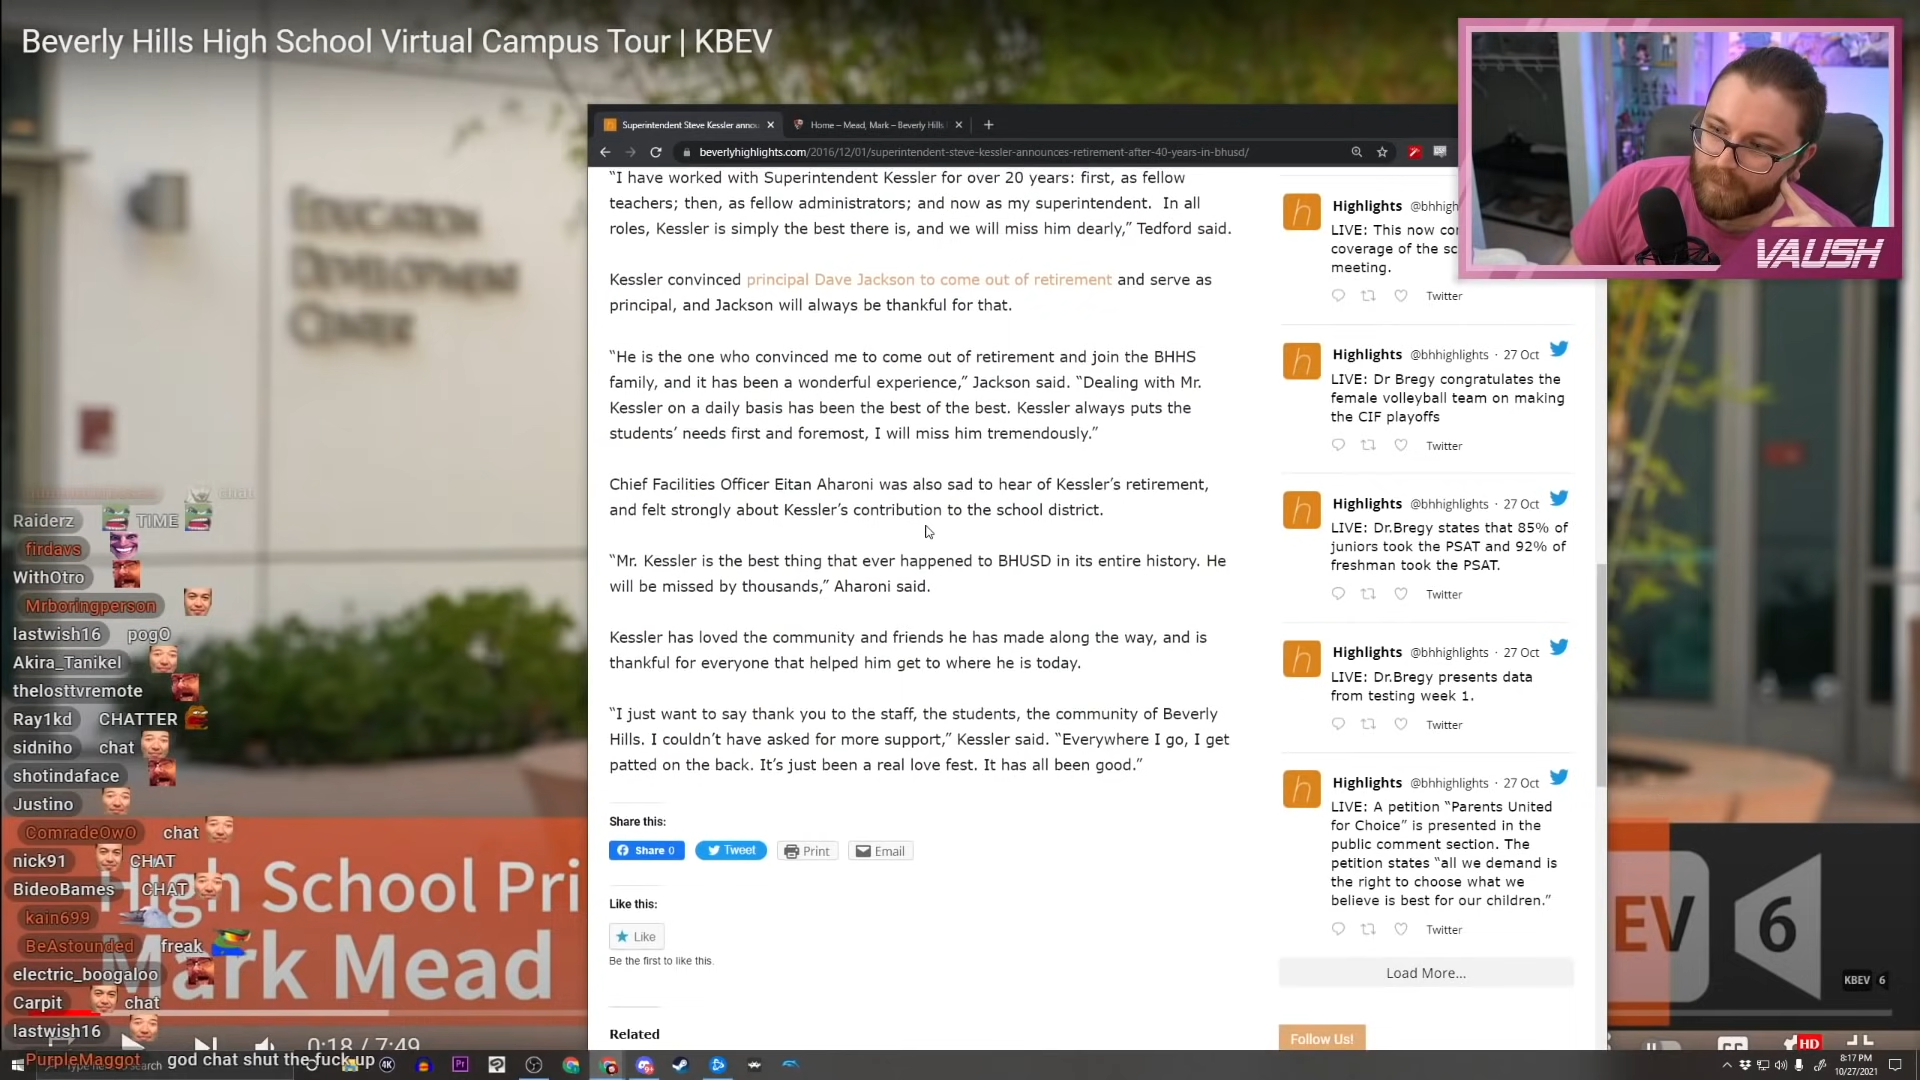 Beverly Hills High School Virtual Campus Tour | KBEV
EDUCATION
DEVELOPMENT
CENTER
Superintendent Steve Kessler annou
Home – Mead, Mark – Beverly Hills
beverlyhighlights.com/2016/12/01/superintendent-steve-kessler-announces-retirement-after-40-years-in-bhusd/
“I have worked with Superintendent Kessler for over 20 years: first, as fellow
teachers; then, as fellow administrators; and now as my superintendent. In all
roles, Kessler is simply the best there is, and we will miss him dearly,” Tedford said.
Kessler convinced principal Dave Jackson to come out of retirement and serve as
principal, and Jackson will always be thankful for that.
“He is the one who convinced me to come out of retirement and join the BHHS
family, and it has been a wonderful experience,” Jackson said. “Dealing with Mr.
Kessler on a daily basis has been the best of the best. Kessler always puts the
students’ needs first and foremost, I will miss him tremendously.”
Chief Facilities Officer Eitan Aharoni was also sad to hear of Kessler’s retirement,
and felt strongly about Kessler’s contribution to the school district.
“Mr. Kessler is the best thing that ever happened to BHUSD in its entire history. He
will be missed by thousands,” Aharoni said.
Kessler has loved the community and friends he has made along the way, and is
thankful for everyone that helped him get to where he is today.
“I just want to say thank you to the staff, the students, the community of Beverly
Hills. I couldn’t have asked for more support,” Kessler said. “Everywhere I go, I get
patted on the back. It’s just been a real love fest. It has all been good.”
Share this:
Share 0
Tweet
Print
Email
Like this:
Like
Be the first to like this.
Related
h
Highlights @bhhigh
LIVE: This now con
coverage of the sc
meeting.
Twitter
h
Highlights @bhhighlights · 27 Oct
LIVE: Dr Bregy congratulates the
female volleyball team on making
the CIF playoffs
Twitter
h
Highlights @bhhighlights · 27 Oct
LIVE: Dr.Bregy states that 85% of
juniors took the PSAT and 92% of
freshman took the PSAT.
Twitter
h
Highlights @bhhighlights · 27 Oct
LIVE: Dr.Bregy presents data
from testing week 1.
Twitter
h
Highlights @bhhighlights · 27 Oct
LIVE: A petition “Parents United
for Choice” is presented in the
public comment section. The
petition states “all we demand is
the right to choose what we
believe is best for our children.”
Twitter
Load More...
Follow Us!
VAUSH
chat
Raiderz TIME
firdavs
WithOtro
Mrboringperson
lastwish16 pogO
Akira_Tanikel
thelosttvremote
Ray1kd CHATTER
sidniho chat
shotindaface
Justino
ComradeOwO chat
nick91 CHAT
BideoBames CHAT
kain699
BeAstounded freak
electric_boogaloo
Carpit chat
lastwish16
PurpleMaggot god chat shut the fuck up
High School Pri
Mark Mead
EV 6
KBEV 6
0:18 / 7:49
CC
HD
Type here to search
4K
Pr
8:17 PM
10/27/2021